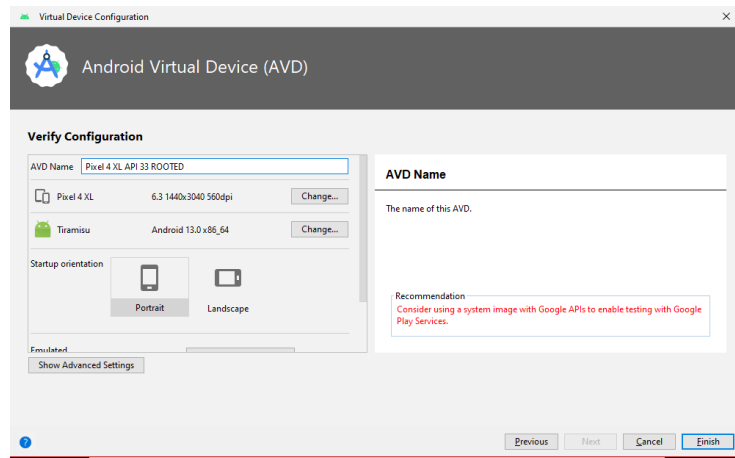 Virtual Device Configuration
Android Virtual Device (AVD)
Verify Configuration
AVD Name Pixel 4 XL API 33 ROOTED
Pixel 4 XL 6.3 1440x3040 560dpi Change...
Tiramisu Android 13.0 x86_64 Change...
Startup orientation
Portrait Landscape
Emulated
Show Advanced Settings
AVD Name
The name of this AVD.
Recommendation
Consider using a system image with Google APIs to enable testing with Google
Play Services.
? Previous Next Cancel Finish